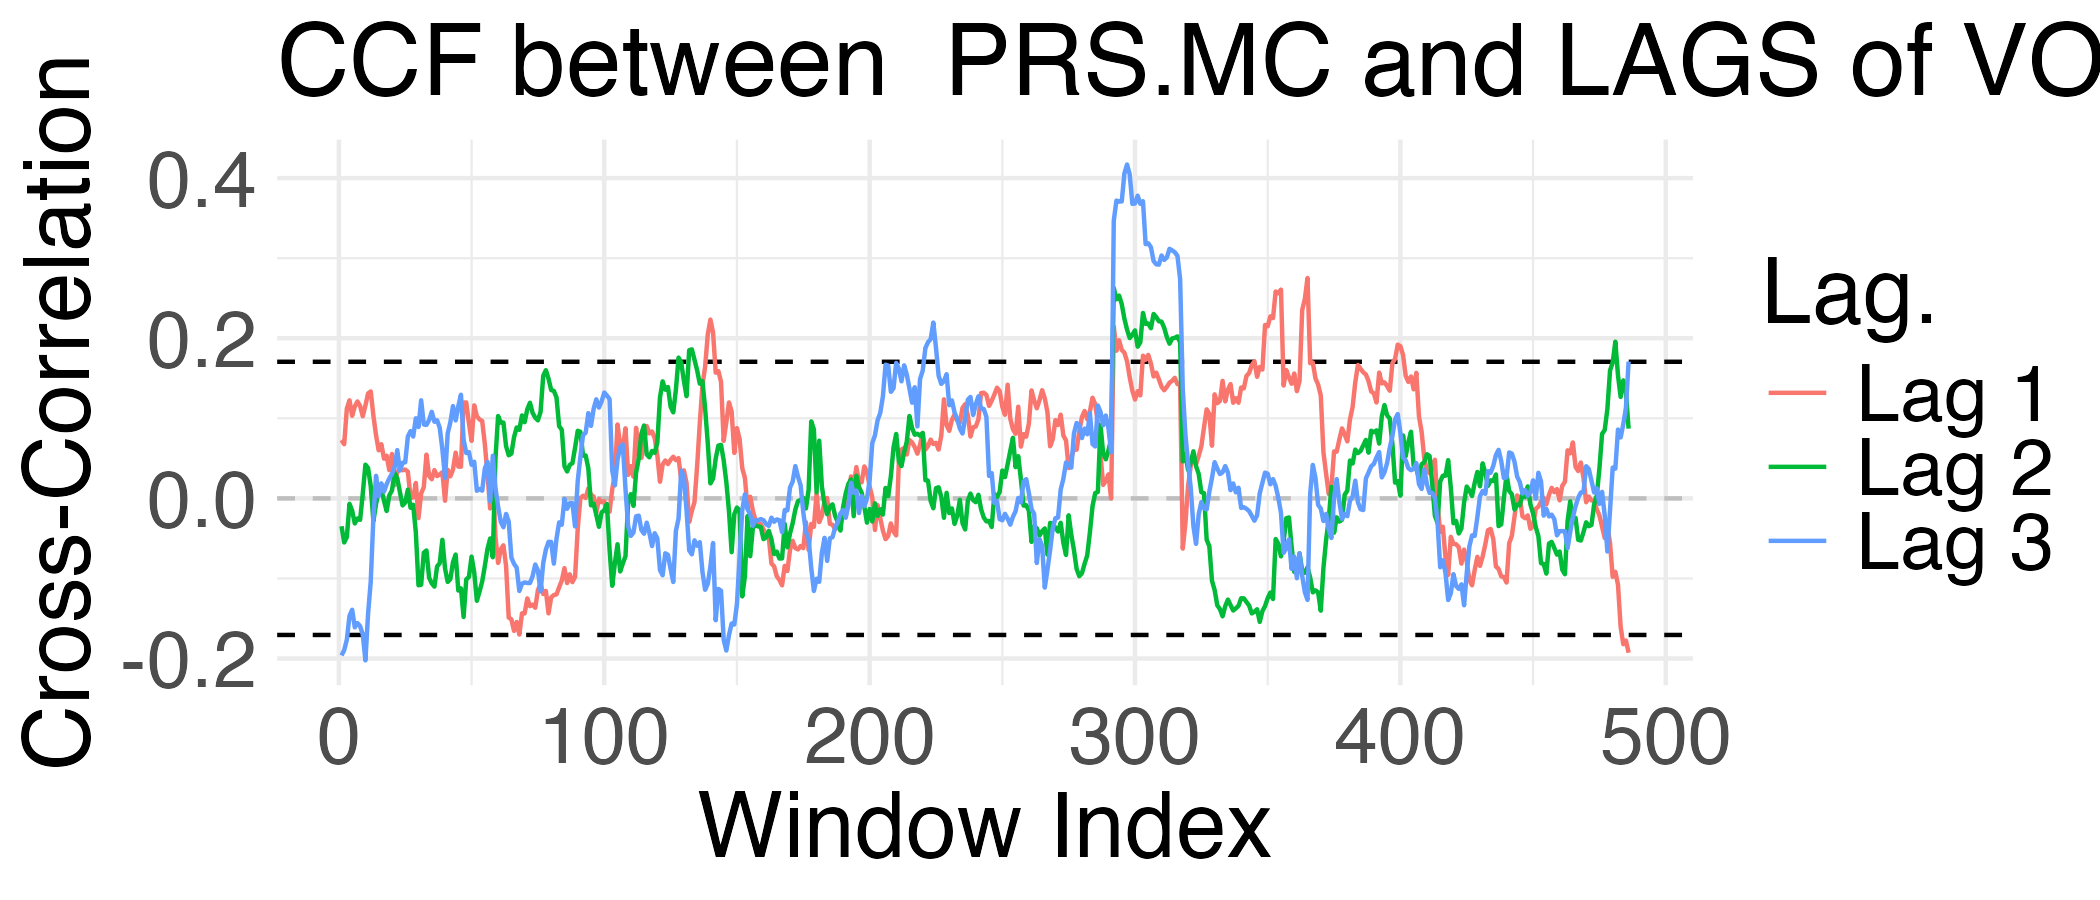 CCF between PRS.MC and LAGS of VO
Cross-Correlation
0.4
0.2
0.0
-0.2
0
100
200
300
400
500
Window Index
Lag.
Lag 1
Lag 2
Lag 3